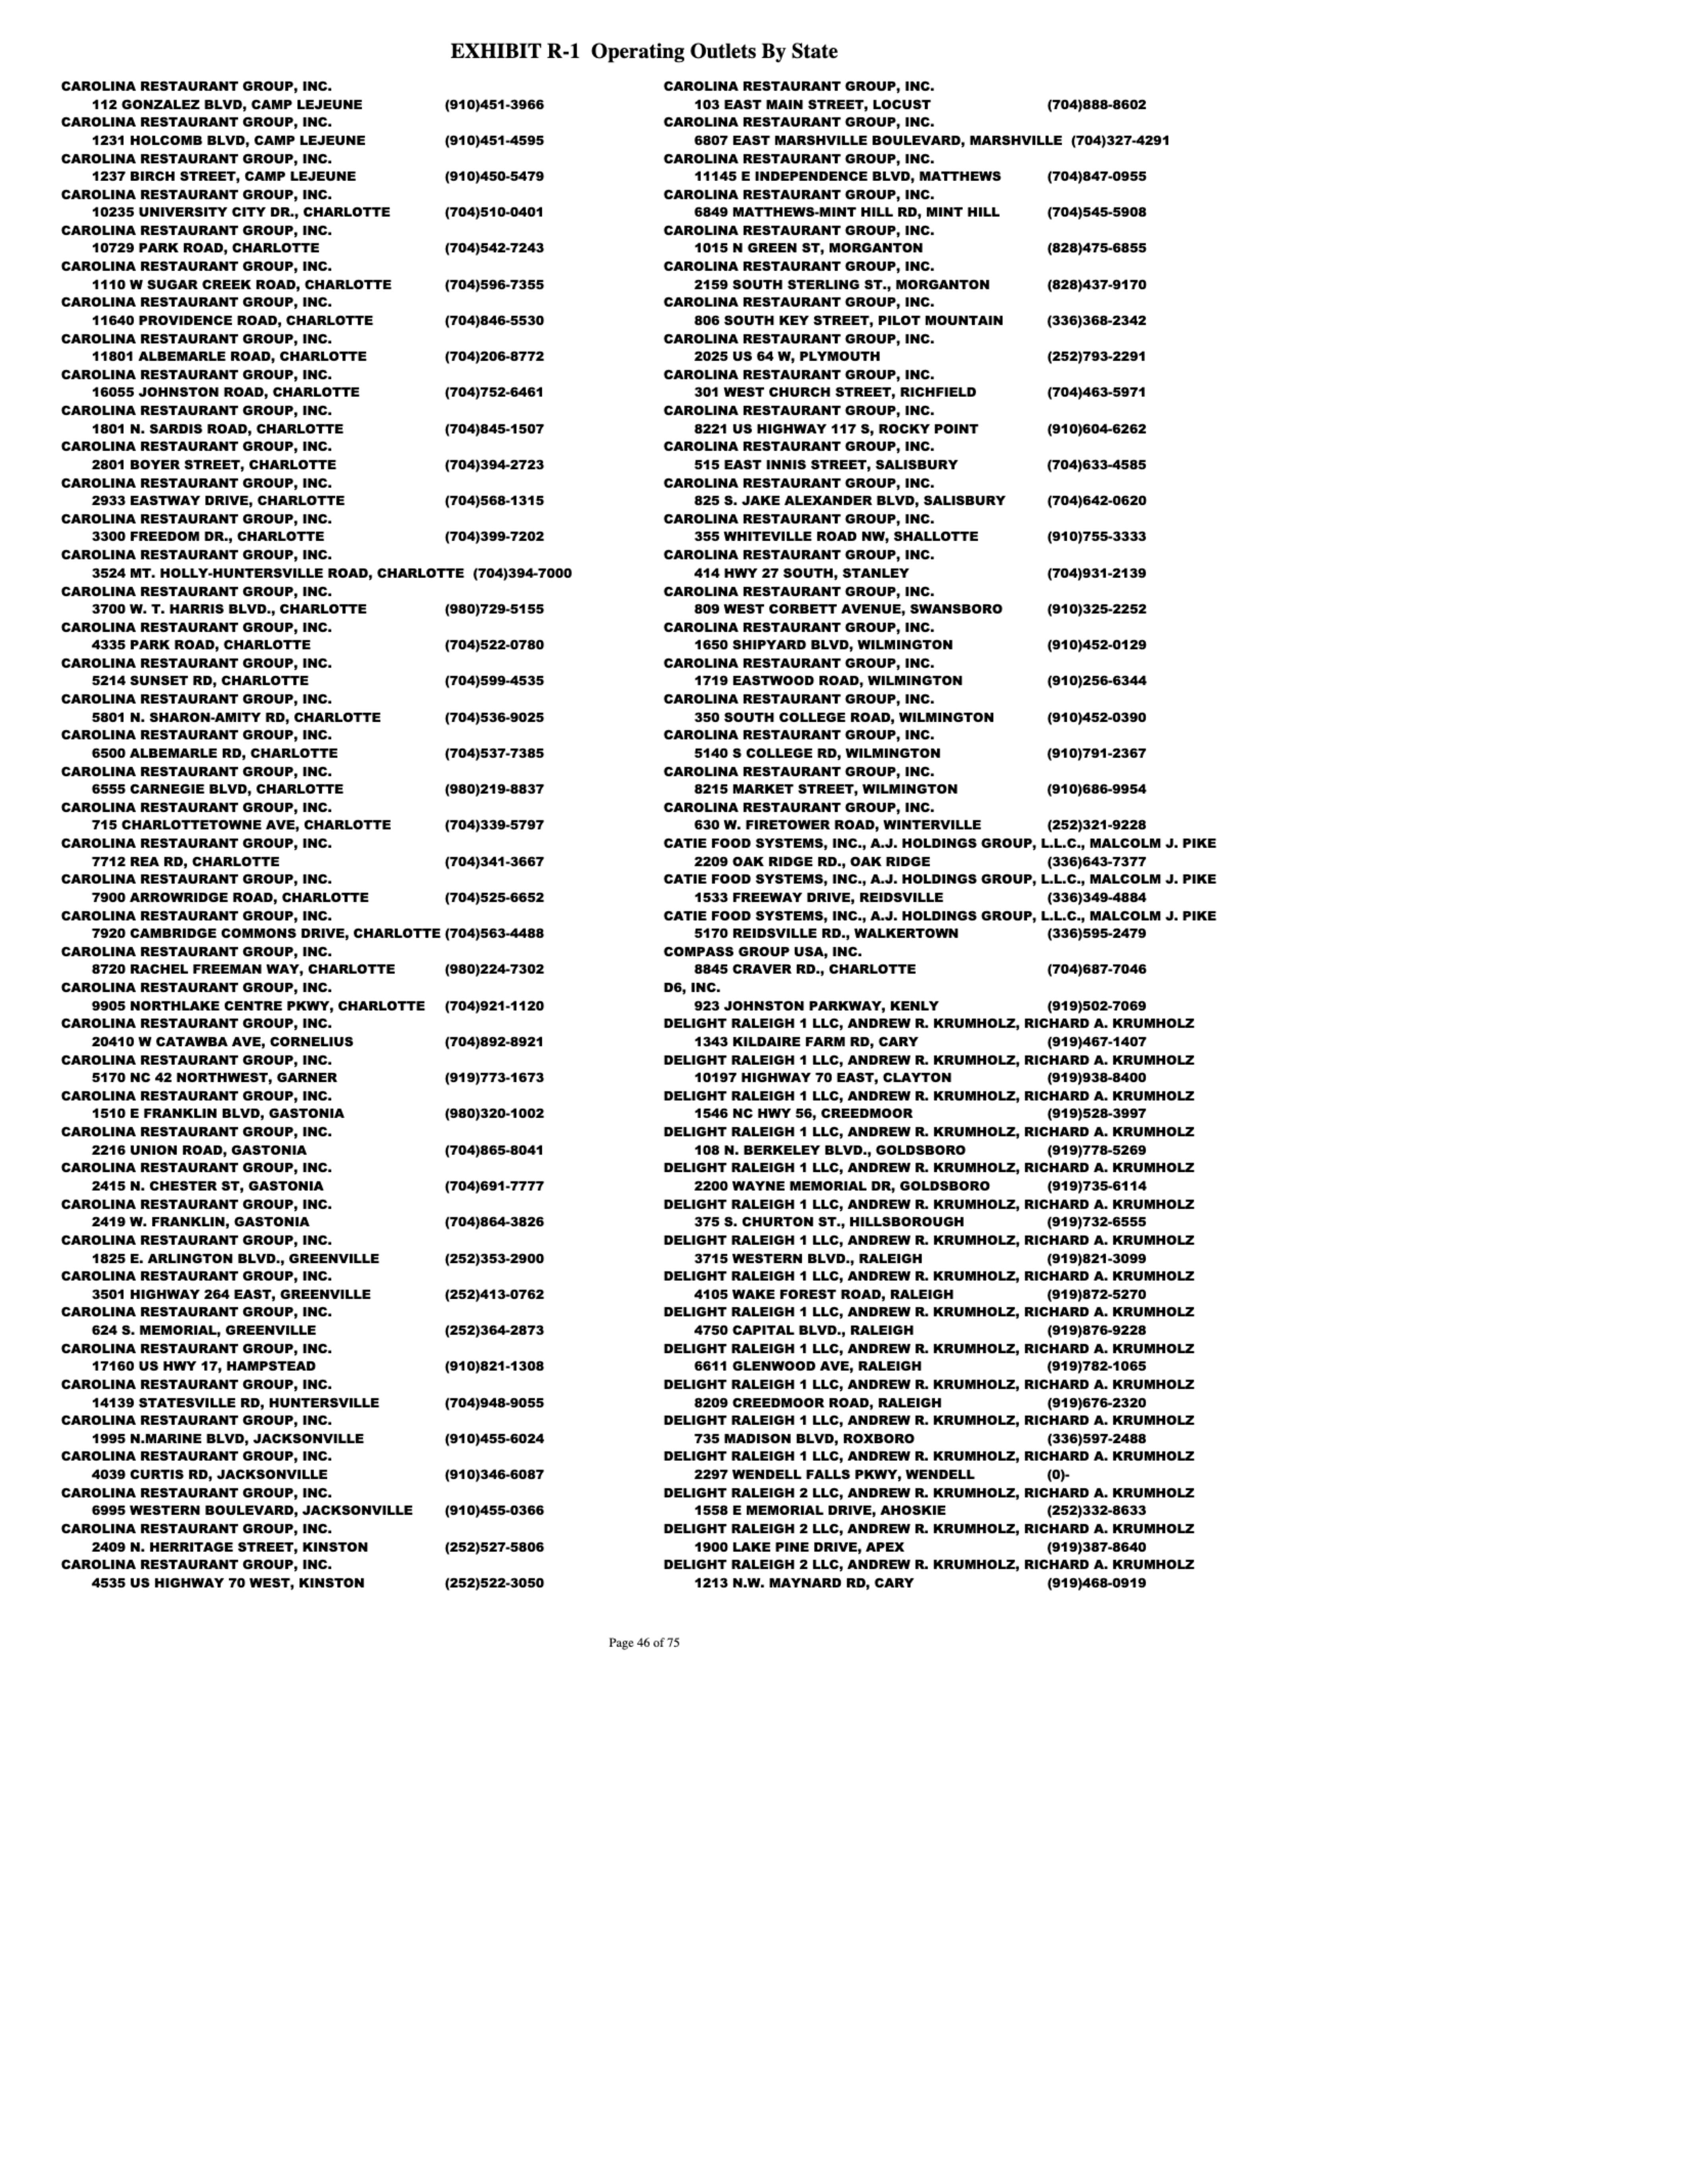 EXHIBIT R-1 Operating Outlets By State
CAROLINA RESTAURANT GROUP, INC.
112 GONZALEZ BLVD, CAMP LEJEUNE (910)451-3966
CAROLINA RESTAURANT GROUP, INC.
1231 HOLCOMB BLVD, CAMP LEJEUNE (910)451-4595
CAROLINA RESTAURANT GROUP, INC.
1237 BIRCH STREET, CAMP LEJEUNE (910)450-5479
CAROLINA RESTAURANT GROUP, INC.
10235 UNIVERSITY CITY DR., CHARLOTTE (704)510-0401
CAROLINA RESTAURANT GROUP, INC.
10729 PARK ROAD, CHARLOTTE (704)542-7243
CAROLINA RESTAURANT GROUP, INC.
1110 W SUGAR CREEK ROAD, CHARLOTTE (704)596-7355
CAROLINA RESTAURANT GROUP, INC.
11640 PROVIDENCE ROAD, CHARLOTTE (704)846-5530
CAROLINA RESTAURANT GROUP, INC.
11801 ALBEMARLE ROAD, CHARLOTTE (704)206-8772
CAROLINA RESTAURANT GROUP, INC.
16055 JOHNSTON ROAD, CHARLOTTE (704)752-6461
CAROLINA RESTAURANT GROUP, INC.
1801 N. SARDIS ROAD, CHARLOTTE (704)845-1507
CAROLINA RESTAURANT GROUP, INC.
2801 BOYER STREET, CHARLOTTE (704)394-2723
CAROLINA RESTAURANT GROUP, INC.
2933 EASTWAY DRIVE, CHARLOTTE (704)568-1315
CAROLINA RESTAURANT GROUP, INC.
3300 FREEDOM DR., CHARLOTTE (704)399-7202
CAROLINA RESTAURANT GROUP, INC.
3524 MT. HOLLY-HUNTERSVILLE ROAD, CHARLOTTE (704)394-7000
CAROLINA RESTAURANT GROUP, INC.
3700 W. T. HARRIS BLVD., CHARLOTTE (980)729-5155
CAROLINA RESTAURANT GROUP, INC.
4335 PARK ROAD, CHARLOTTE (704)522-0780
CAROLINA RESTAURANT GROUP, INC.
5214 SUNSET RD, CHARLOTTE (704)599-4535
CAROLINA RESTAURANT GROUP, INC.
5801 N. SHARON-AMITY RD, CHARLOTTE (704)536-9025
CAROLINA RESTAURANT GROUP, INC.
6500 ALBEMARLE RD, CHARLOTTE (704)537-7385
CAROLINA RESTAURANT GROUP, INC.
6555 CARNEGIE BLVD, CHARLOTTE (980)219-8837
CAROLINA RESTAURANT GROUP, INC.
715 CHARLOTTETOWNE AVE, CHARLOTTE (704)339-5797
CAROLINA RESTAURANT GROUP, INC.
7712 REA RD, CHARLOTTE (704)341-3667
CAROLINA RESTAURANT GROUP, INC.
7900 ARROWRIDGE ROAD, CHARLOTTE (704)525-6652
CAROLINA RESTAURANT GROUP, INC.
7920 CAMBRIDGE COMMONS DRIVE, CHARLOTTE (704)563-4488
CAROLINA RESTAURANT GROUP, INC.
8720 RACHEL FREEMAN WAY, CHARLOTTE (980)224-7302
CAROLINA RESTAURANT GROUP, INC.
9905 NORTHLAKE CENTRE PKWY, CHARLOTTE (704)921-1120
CAROLINA RESTAURANT GROUP, INC.
20410 W CATAWBA AVE, CORNELIUS (704)892-8921
CAROLINA RESTAURANT GROUP, INC.
5170 NC 42 NORTHWEST, GARNER (919)773-1673
CAROLINA RESTAURANT GROUP, INC.
1510 E FRANKLIN BLVD, GASTONIA (980)320-1002
CAROLINA RESTAURANT GROUP, INC.
2216 UNION ROAD, GASTONIA (704)865-8041
CAROLINA RESTAURANT GROUP, INC.
2415 N. CHESTER ST, GASTONIA (704)691-7777
CAROLINA RESTAURANT GROUP, INC.
2419 W. FRANKLIN, GASTONIA (704)864-3826
CAROLINA RESTAURANT GROUP, INC.
1825 E. ARLINGTON BLVD., GREENVILLE (252)353-2900
CAROLINA RESTAURANT GROUP, INC.
3501 HIGHWAY 264 EAST, GREENVILLE (252)413-0762
CAROLINA RESTAURANT GROUP, INC.
624 S. MEMORIAL, GREENVILLE (252)364-2873
CAROLINA RESTAURANT GROUP, INC.
17160 US HWY 17, HAMPSTEAD (910)821-1308
CAROLINA RESTAURANT GROUP, INC.
14139 STATESVILLE RD, HUNTERSVILLE (704)948-9055
CAROLINA RESTAURANT GROUP, INC.
1995 N.MARINE BLVD, JACKSONVILLE (910)455-6024
CAROLINA RESTAURANT GROUP, INC.
4039 CURTIS RD, JACKSONVILLE (910)346-6087
CAROLINA RESTAURANT GROUP, INC.
6995 WESTERN BOULEVARD, JACKSONVILLE (910)455-0366
CAROLINA RESTAURANT GROUP, INC.
2409 N. HERRITAGE STREET, KINSTON (252)527-5806
CAROLINA RESTAURANT GROUP, INC.
4535 US HIGHWAY 70 WEST, KINSTON (252)522-3050
CAROLINA RESTAURANT GROUP, INC.
103 EAST MAIN STREET, LOCUST (704)888-8602
CAROLINA RESTAURANT GROUP, INC.
6807 EAST MARSHVILLE BOULEVARD, MARSHVILLE (704)327-4291
CAROLINA RESTAURANT GROUP, INC.
11145 E INDEPENDENCE BLVD, MATTHEWS (704)847-0955
CAROLINA RESTAURANT GROUP, INC.
6849 MATTHEWS-MINT HILL RD, MINT HILL (704)545-5908
CAROLINA RESTAURANT GROUP, INC.
1015 N GREEN ST, MORGANTON (828)475-6855
CAROLINA RESTAURANT GROUP, INC.
2159 SOUTH STERLING ST., MORGANTON (828)437-9170
CAROLINA RESTAURANT GROUP, INC.
806 SOUTH KEY STREET, PILOT MOUNTAIN (336)368-2342
CAROLINA RESTAURANT GROUP, INC.
2025 US 64 W, PLYMOUTH (252)793-2291
CAROLINA RESTAURANT GROUP, INC.
301 WEST CHURCH STREET, RICHFIELD (704)463-5971
CAROLINA RESTAURANT GROUP, INC.
8221 US HIGHWAY 117 S, ROCKY POINT (910)604-6262
CAROLINA RESTAURANT GROUP, INC.
515 EAST INNIS STREET, SALISBURY (704)633-4585
CAROLINA RESTAURANT GROUP, INC.
825 S. JAKE ALEXANDER BLVD, SALISBURY (704)642-0620
CAROLINA RESTAURANT GROUP, INC.
355 WHITEVILLE ROAD NW, SHALLOTTE (910)755-3333
CAROLINA RESTAURANT GROUP, INC.
414 HWY 27 SOUTH, STANLEY (704)931-2139
CAROLINA RESTAURANT GROUP, INC.
809 WEST CORBETT AVENUE, SWANSBORO (910)325-2252
CAROLINA RESTAURANT GROUP, INC.
1650 SHIPYARD BLVD, WILMINGTON (910)452-0129
CAROLINA RESTAURANT GROUP, INC.
1719 EASTWOOD ROAD, WILMINGTON (910)256-6344
CAROLINA RESTAURANT GROUP, INC.
350 SOUTH COLLEGE ROAD, WILMINGTON (910)452-0390
CAROLINA RESTAURANT GROUP, INC.
5140 S COLLEGE RD, WILMINGTON (910)791-2367
CAROLINA RESTAURANT GROUP, INC.
8215 MARKET STREET, WILMINGTON (910)686-9954
CAROLINA RESTAURANT GROUP, INC.
630 W. FIRETOWER ROAD, WINTERVILLE (252)321-9228
CATIE FOOD SYSTEMS, INC., A.J. HOLDINGS GROUP, L.L.C., MALCOLM J. PIKE
2209 OAK RIDGE RD., OAK RIDGE (336)643-7377
CATIE FOOD SYSTEMS, INC., A.J. HOLDINGS GROUP, L.L.C., MALCOLM J. PIKE
1533 FREEWAY DRIVE, REIDSVILLE (336)349-4884
CATIE FOOD SYSTEMS, INC., A.J. HOLDINGS GROUP, L.L.C., MALCOLM J. PIKE
5170 REIDSVILLE RD., WALKERTOWN (336)595-2479
COMPASS GROUP USA, INC.
8845 CRAVER RD., CHARLOTTE (704)687-7046
D6, INC.
923 JOHNSTON PARKWAY, KENLY (919)502-7069
DELIGHT RALEIGH 1 LLC, ANDREW R. KRUMHOLZ, RICHARD A. KRUMHOLZ
1343 KILDAIRE FARM RD, CARY (919)467-1407
DELIGHT RALEIGH 1 LLC, ANDREW R. KRUMHOLZ, RICHARD A. KRUMHOLZ
10197 HIGHWAY 70 EAST, CLAYTON (919)938-8400
DELIGHT RALEIGH 1 LLC, ANDREW R. KRUMHOLZ, RICHARD A. KRUMHOLZ
1546 NC HWY 56, CREEDMOOR (919)528-3997
DELIGHT RALEIGH 1 LLC, ANDREW R. KRUMHOLZ, RICHARD A. KRUMHOLZ
108 N. BERKELEY BLVD., GOLDSBORO (919)778-5269
DELIGHT RALEIGH 1 LLC, ANDREW R. KRUMHOLZ, RICHARD A. KRUMHOLZ
2200 WAYNE MEMORIAL DR, GOLDSBORO (919)735-6114
DELIGHT RALEIGH 1 LLC, ANDREW R. KRUMHOLZ, RICHARD A. KRUMHOLZ
375 S. CHURTON ST., HILLSBOROUGH (919)732-6555
DELIGHT RALEIGH 1 LLC, ANDREW R. KRUMHOLZ, RICHARD A. KRUMHOLZ
3715 WESTERN BLVD., RALEIGH (919)821-3099
DELIGHT RALEIGH 1 LLC, ANDREW R. KRUMHOLZ, RICHARD A. KRUMHOLZ
4105 WAKE FOREST ROAD, RALEIGH (919)872-5270
DELIGHT RALEIGH 1 LLC, ANDREW R. KRUMHOLZ, RICHARD A. KRUMHOLZ
4750 CAPITAL BLVD., RALEIGH (919)876-9228
DELIGHT RALEIGH 1 LLC, ANDREW R. KRUMHOLZ, RICHARD A. KRUMHOLZ
6611 GLENWOOD AVE, RALEIGH (919)782-1065
DELIGHT RALEIGH 1 LLC, ANDREW R. KRUMHOLZ, RICHARD A. KRUMHOLZ
8209 CREEDMOOR ROAD, RALEIGH (919)676-2320
DELIGHT RALEIGH 1 LLC, ANDREW R. KRUMHOLZ, RICHARD A. KRUMHOLZ
735 MADISON BLVD, ROXBORO (336)597-2488
DELIGHT RALEIGH 1 LLC, ANDREW R. KRUMHOLZ, RICHARD A. KRUMHOLZ
2297 WENDELL FALLS PKWY, WENDELL (0)-
DELIGHT RALEIGH 2 LLC, ANDREW R. KRUMHOLZ, RICHARD A. KRUMHOLZ
1558 E MEMORIAL DRIVE, AHOSKIE (252)332-8633
DELIGHT RALEIGH 2 LLC, ANDREW R. KRUMHOLZ, RICHARD A. KRUMHOLZ
1900 LAKE PINE DRIVE, APEX (919)387-8640
DELIGHT RALEIGH 2 LLC, ANDREW R. KRUMHOLZ, RICHARD A. KRUMHOLZ
1213 N.W. MAYNARD RD, CARY (919)468-0919
Page 46 of 75